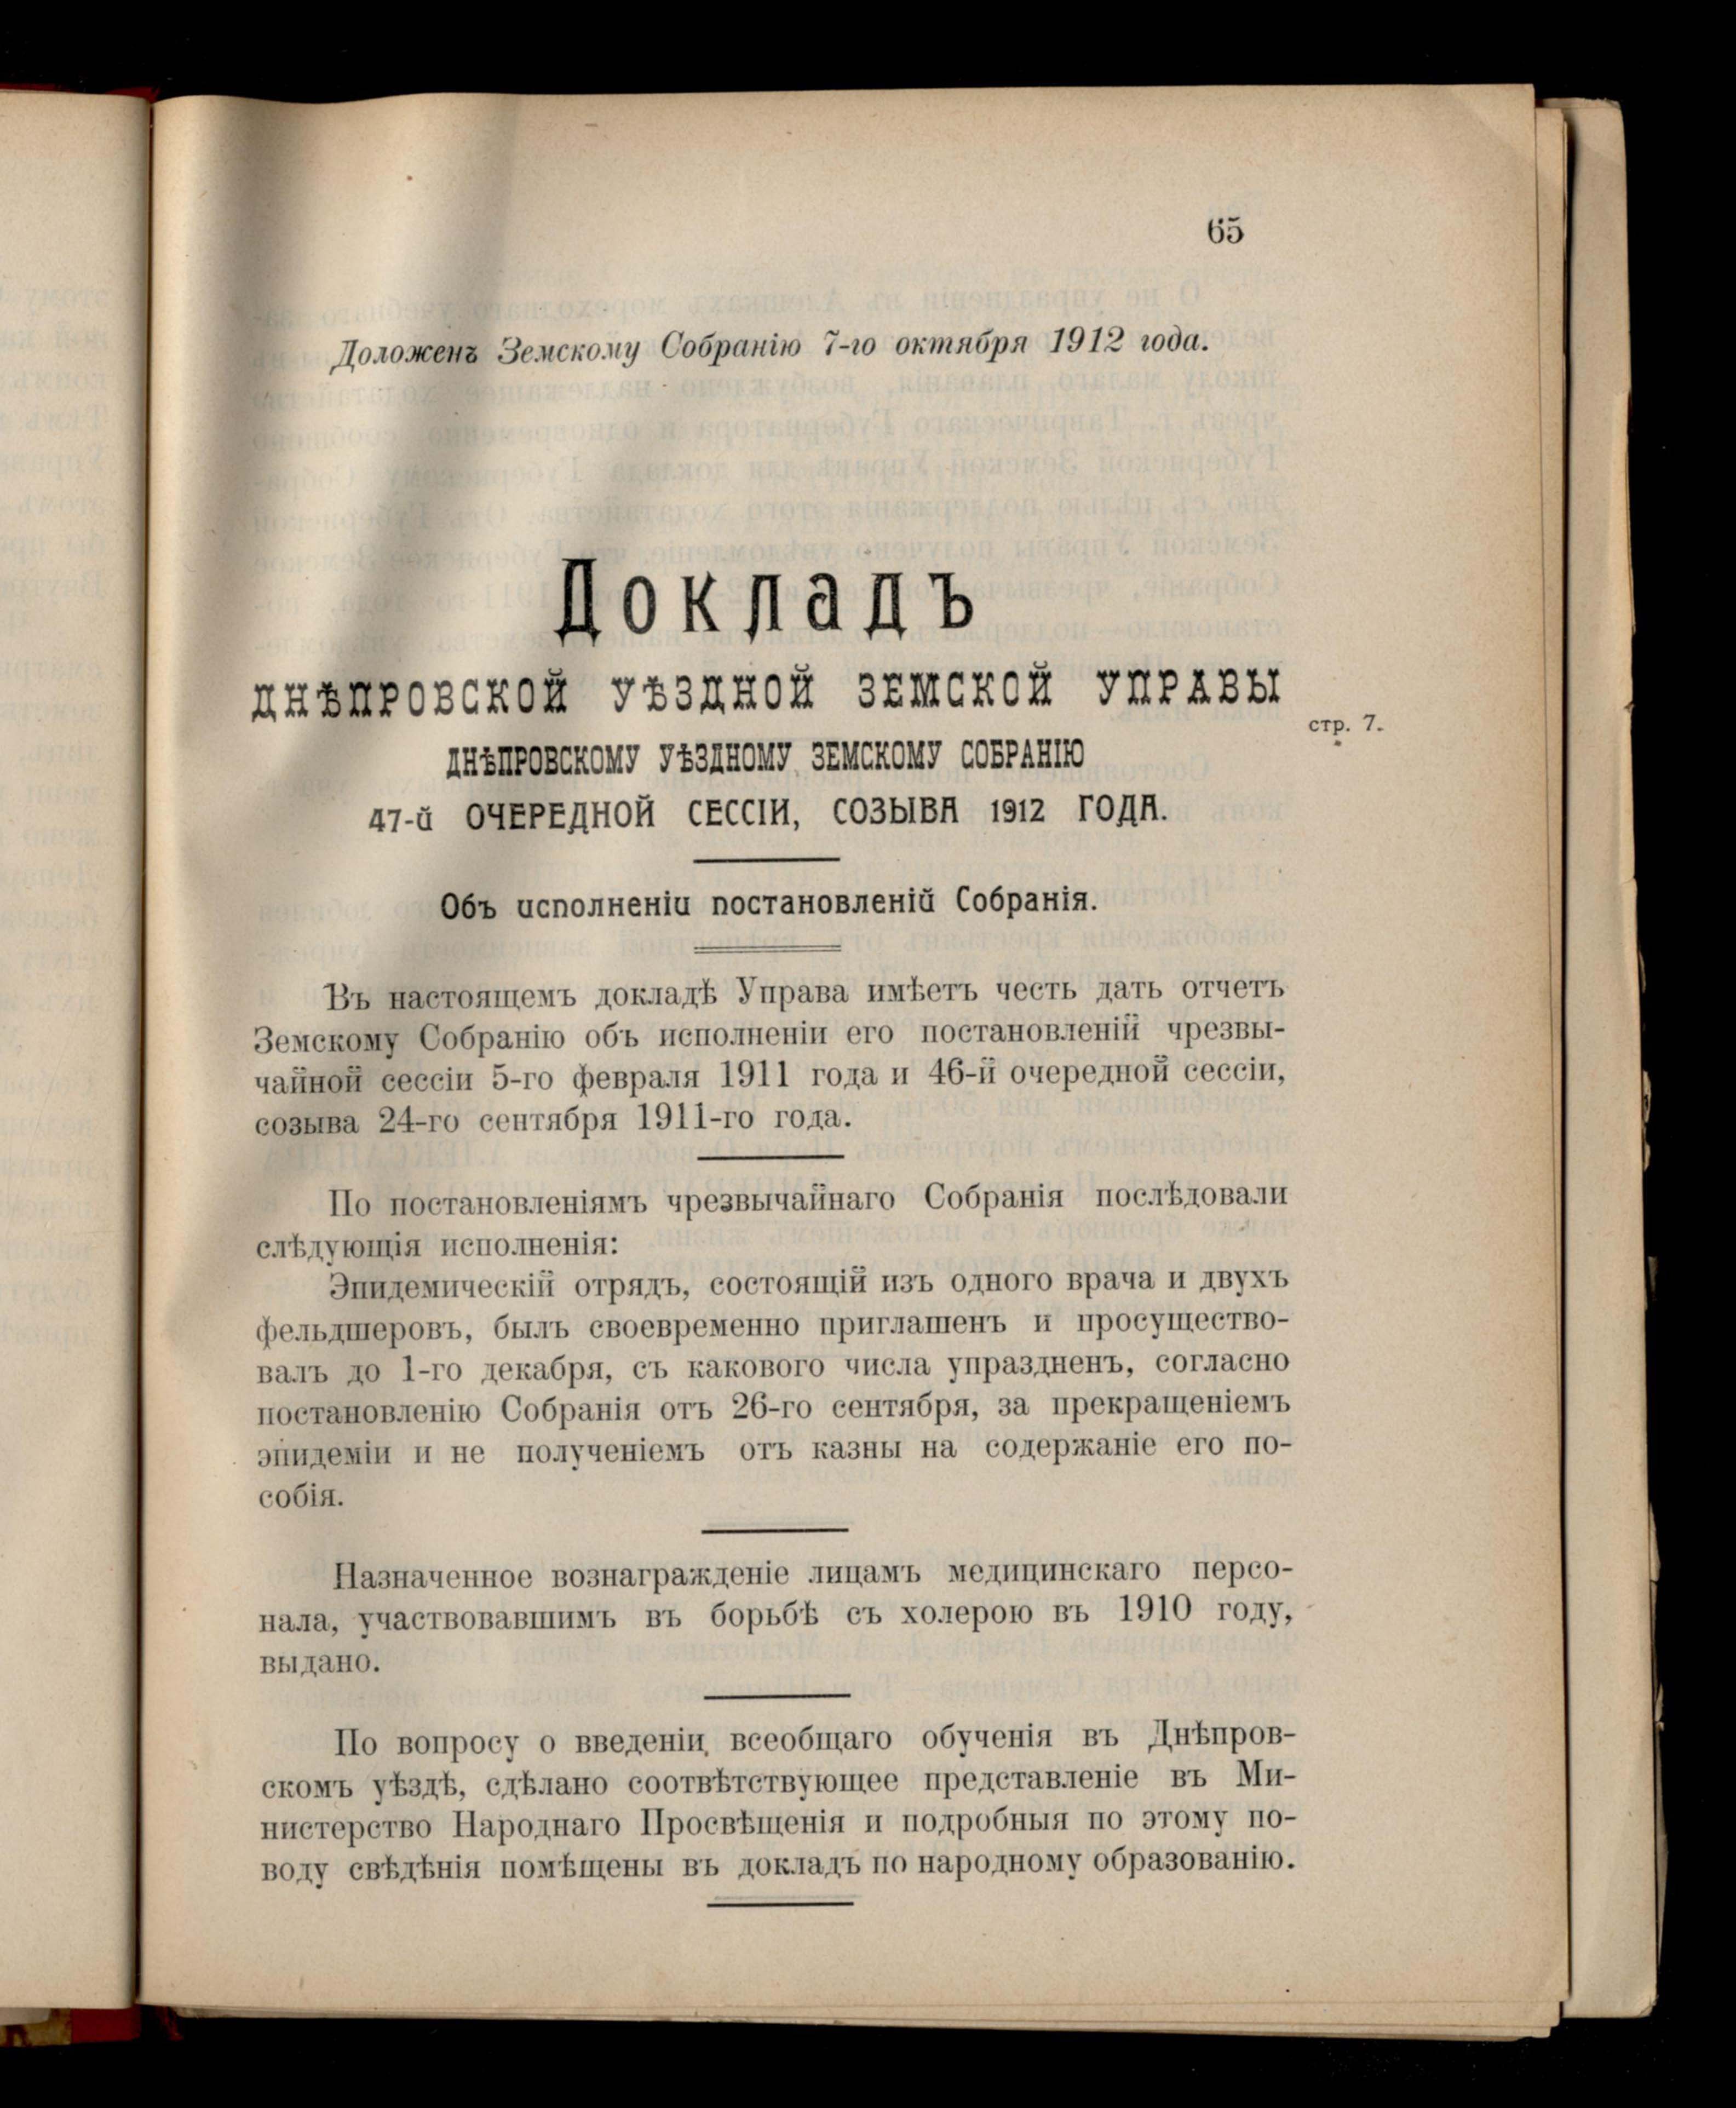 65
Доложенъ Земскому Собранію 7-го октября 1912 года.
Докладъ
ДНѢПРОВСКОЙ УѢЗДНОЙ ЗЕМСКОЙ УПРАВЫ
стр. 7.
ДНѢПРОВСКОМУ УѢЗДНОМУ ЗЕМСКОМУ СОБРАНІЮ
47-й ОЧЕРЕДНОЙ СЕССІИ, СОЗЫВА 1912 ГОДА.
Объ исполненіи постановленій Собранія.
Въ настоящемъ докладѣ Управа имѣетъ честь дать отчетъ
Земскому Собранію объ исполненіи его постановленій чрезвы-
чайной сессіи 5-го февраля 1911 года и 46-й очередной сессіи,
созыва 24-го сентября 1911-го года.
По постановленіямъ чрезвычайнаго Собранія послѣдовали
слѣдующія исполненія:
Эпидемическій отрядъ, состоящій изъ одного врача и двухъ
фельдшеровъ, былъ своевременно приглашенъ и просущество-
валъ до 1-го декабря, съ какового числа упраздненъ, согласно
постановленію Собранія отъ 26-го сентября, за прекращеніемъ
эпидеміи и не полученіемъ отъ казны на содержаніе его по-
собія.
Назначенное вознагражденіе лицамъ медицинскаго персо-
нала, участвовавшимъ въ борьбѣ съ холерою въ 1910 году,
выдано.
По вопросу о введеніи всеобщаго обученія въ Днѣпров-
скомъ уѣздѣ, сдѣлано соотвѣтствующее представленіе въ Ми-
нистерство Народнаго Просвѣщенія и подробныя по этому по-
воду свѣдѣнія помѣщены въ докладъ по народному образованію.